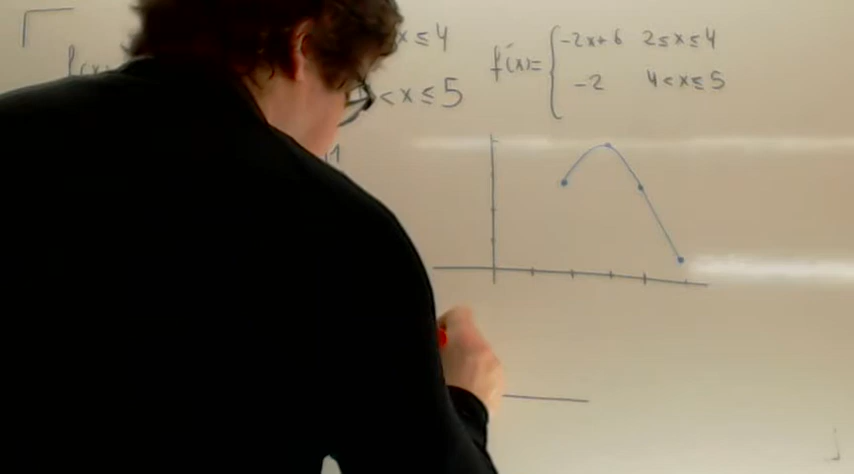 x ≤ 4
< x ≤ 5
f'(x)= { -2x+6 2≤x≤4
-2 4<x≤5